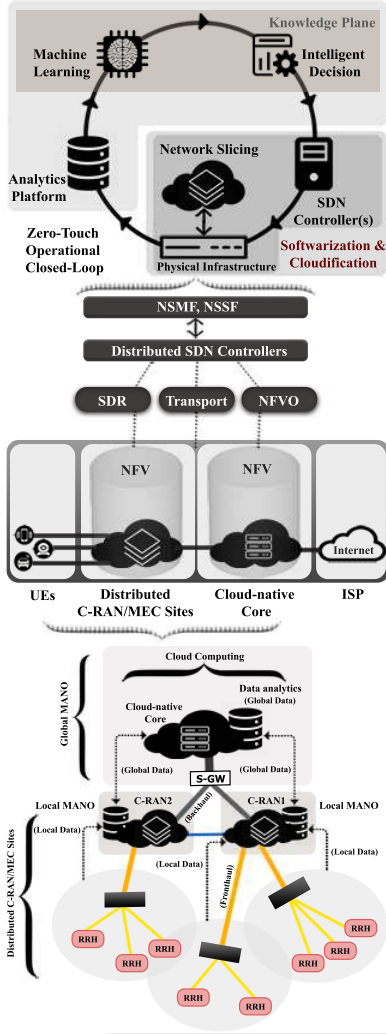 Knowledge Plane
Machine
Learning
Intelligent
Decision
Network Slicing
Analytics
Platform
SDN
Controller(s)
Zero-Touch
Operational
Closed-Loop
Physical Infrastructure
Softwarization &
Cloudification
NSMF, NSSF
Distributed SDN Controllers
SDR
Transport
NFVO
NFV
NFV
Internet
UEs
Distributed
C-RAN/MEC Sites
Cloud-native
Core
ISP
Global MANO
Cloud Computing
Data analytics
(Global Data)
Cloud-native
Core
(Global Data)
(Global Data)
S-GW
Local MANO
C-RAN2
(Backhaul)
C-RAN1
Local MANO
(Local Data)
(Local Data)
(Local Data)
(Fronthaul)
Distributed C-RAN/MEC Sites
RRH
RRH
RRH
RRH
RRH
RRH
RRH
RRH
RRH